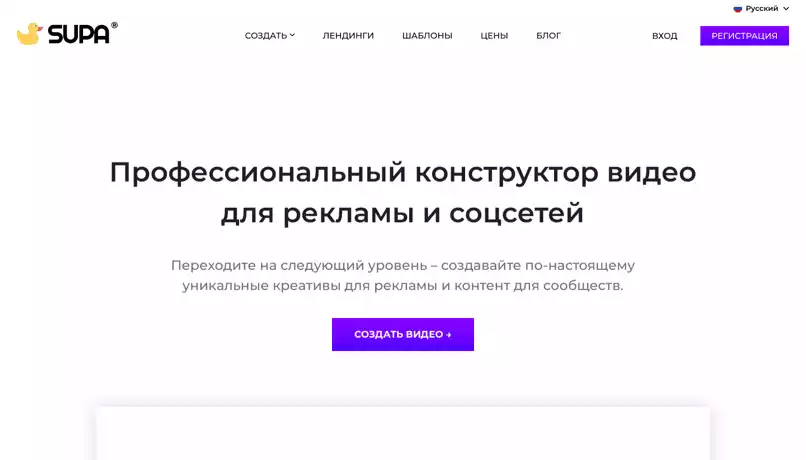 Русский
SUPA®
СОЗДАТЬ
ЛЕНДИНГИ
ШАБЛОНЫ
ЦЕНЫ
БЛОГ
ВХОД
РЕГИСТРАЦИЯ
Профессиональный конструктор видео
для рекламы и соцсетей
Переходите на следующий уровень – создавайте по-настоящему
уникальные креативы для рекламы и контент для сообществ.
СОЗДАТЬ ВИДЕО →